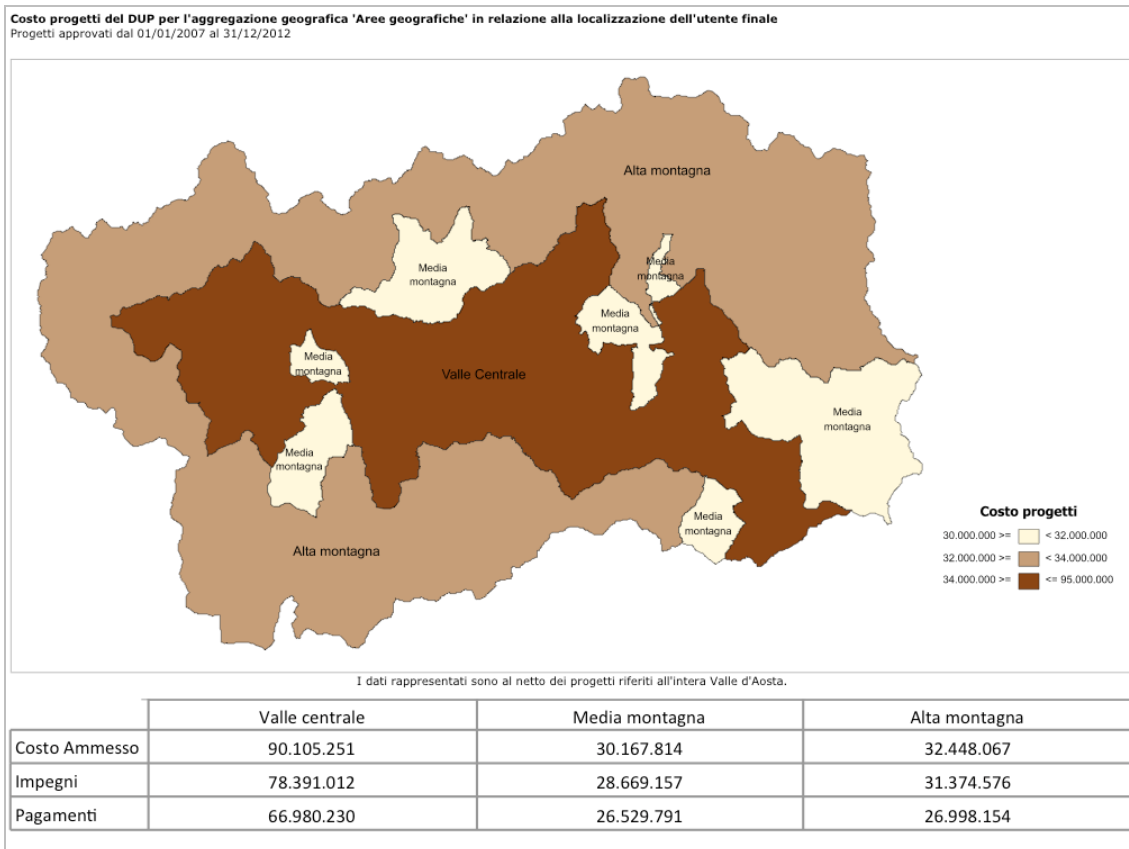 Costo progetti del DUP per l'aggregazione geografica 'Aree geografiche' in relazione alla localizzazione dell'utente finale
Progetti approvati dal 01/01/2007 al 31/12/2012
Alta montagna
Media
montagna
Media
montagna
Media
montagna
Media
montagna
Valle Centrale
Media
montagna
Media
montagna
Media
montagna
Alta montagna
Costo progetti
30.000.000 >= < 32.000.000
32.000.000 >= < 34.000.000
34.000.000 >= <= 95.000.000
I dati rappresentati sono al netto dei progetti riferiti all'intera Valle d'Aosta.
Valle centrale Media montagna Alta montagna
Costo Ammesso 90.105.251 30.167.814 32.448.067
Impegni 78.391.012 28.669.157 31.374.576
Pagamenti 66.980.230 26.529.791 26.998.154